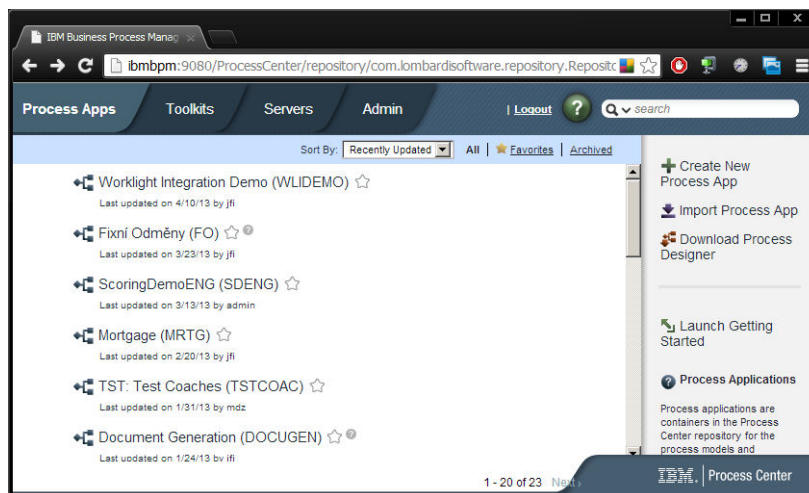 IBM Business Process Manag
ibmbpm:9080/ProcessCenter/repository/com.lombardisoftware.repository.Reposito
Process Apps Toolkits Servers Admin | Logout ? search
Sort By: Recently Updated All | Favorites | Archived
Worklight Integration Demo (WLIDEMO)
Last updated on 4/10/13 by jfi
Fixní Odměny (FO)
Last updated on 3/23/13 by jfi
ScoringDemoENG (SDENG)
Last updated on 3/13/13 by admin
Mortgage (MRTG)
Last updated on 2/20/13 by jfi
TST: Test Coaches (TSTCOAC)
Last updated on 1/31/13 by mdz
Document Generation (DOCUGEN)
Last updated on 1/24/13 by jfi
1 - 20 of 23 Next ›
Create New
Process App
Import Process App
Download Process
Designer
Launch Getting
Started
Process Applications
Process applications are
containers in the Process
Center repository for the
process models and
IBM. | Process Center